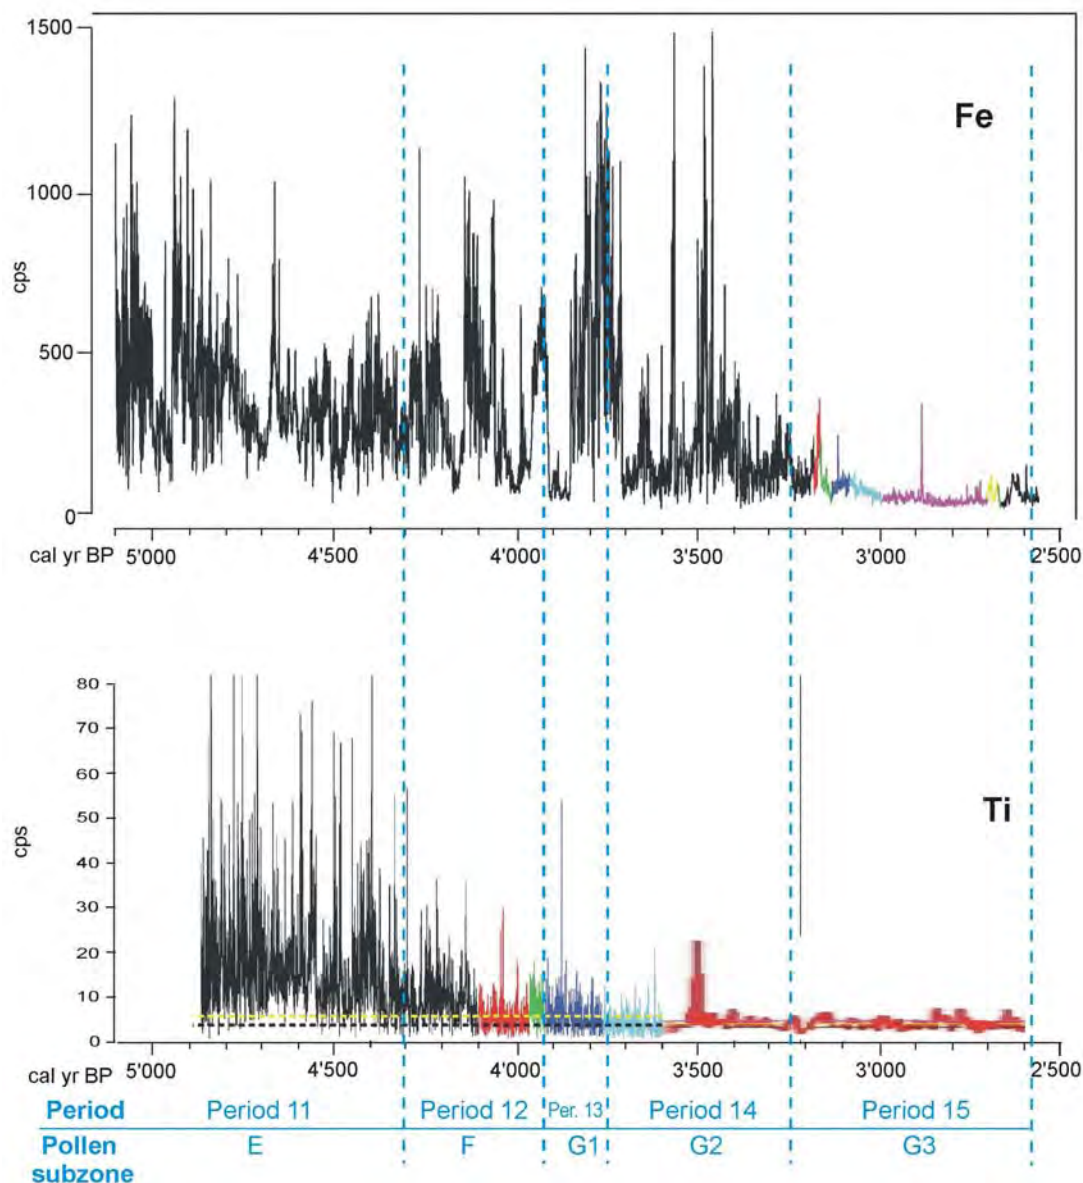 1500
Fe
1000
cps
500
0
cal yr BP 5'000 4'500 4'000 3'500 3'000 2'500
80
70
60
Ti
50
cps
40
30
20
10
0
cal yr BP 5'000 4'500 4'000 3'500 3'000 2'500
Period Period 11 Period 12 Per. 13 Period 14 Period 15
Pollen E F G1 G2 G3
subzone